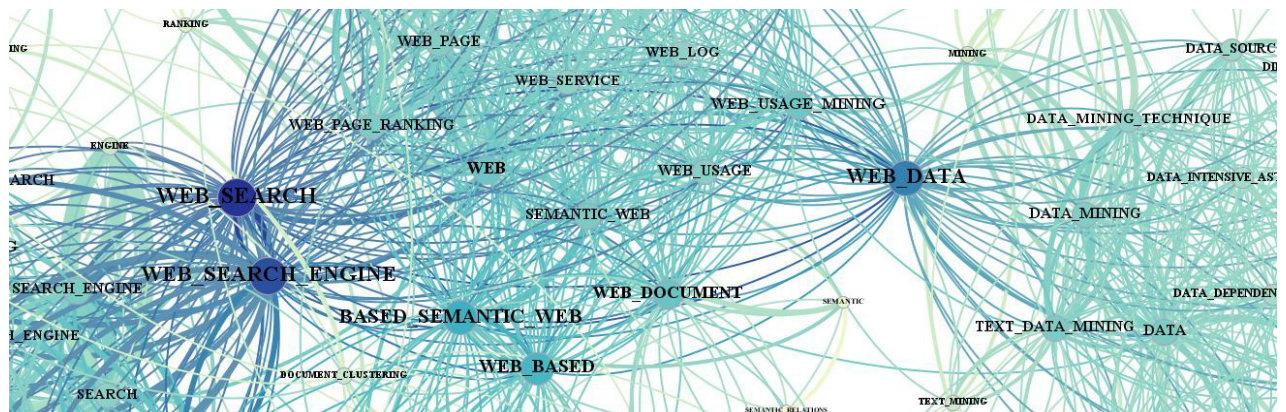 RANKING
WEB_PAGE
WEB_LOG
MINING
DATA_SOURC
WEB_SERVICE
WEB_USAGE_MINING
WEB_PAGE_RANKING
DATA_MINING_TECHNIQUE
ENGINE
WEB
WEB_USAGE
WEB_DATA
DATA_INTENSIVE_AST
ARCH
WEB_SEARCH
SEMANTIC_WEB
DATA_MINING
WEB_SEARCH_ENGINE
SEARCH_ENGINE
WEB_DOCUMENT
DATA_DEPENDEN
SEMANTIC
BASED_SEMANTIC_WEB
TEXT_DATA_MINING
DATA
_ENGINE
WEB_BASED
DOCUMENT_CLUSTERING
SEARCH
TEXT_MINING
SEMANTIC_RELATIONS